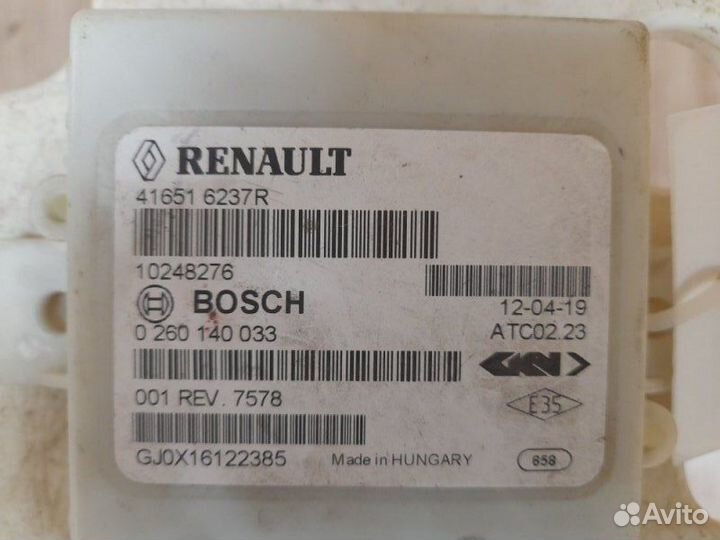 RENAULT
41651 6237R
10248276
BOSCH
12-04-19
0 260 140 033
ATC02.23
GKN
001 REV. 7578
E35
GJ0X16122385
Made in HUNGARY
858
Avito